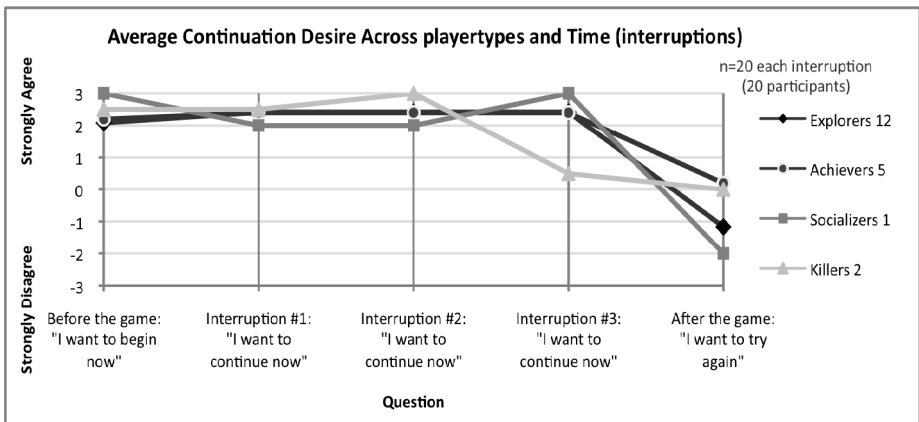 Average Continuation Desire Across playertypes and Time (interruptions)
n=20 each interruption
(20 participants)
Strongly Agree
Strongly Disagree
3
2
1
0
-1
-2
-3
Explorers 12
Achievers 5
Socializers 1
Killers 2
Before the game:
"I want to begin
now"
Interruption #1:
"I want to
continue now"
Interruption #2:
"I want to
continue now"
Interruption #3:
"I want to
continue now"
After the game:
"I want to try
again"
Question